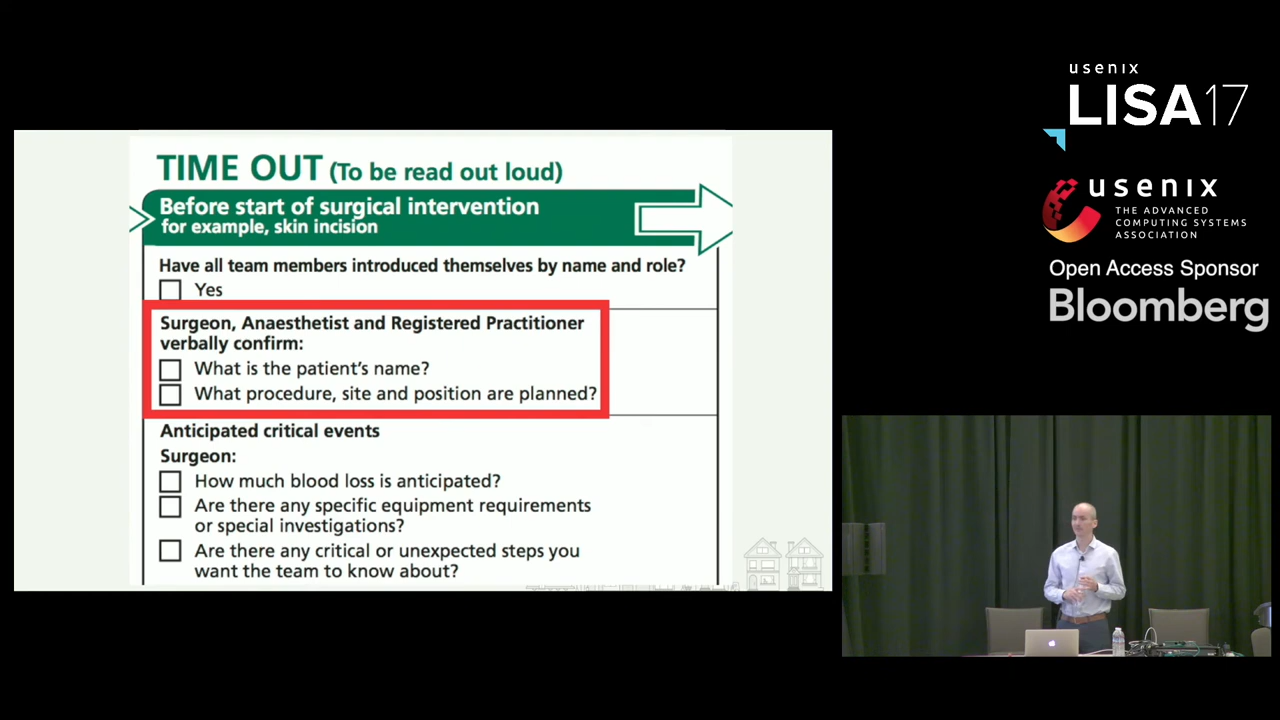 TIME OUT (To be read out loud)
Before start of surgical intervention
for example, skin incision
Have all team members introduced themselves by name and role?
Yes
Surgeon, Anaesthetist and Registered Practitioner
verbally confirm:
What is the patient’s name?
What procedure, site and position are planned?
Anticipated critical events
Surgeon:
How much blood loss is anticipated?
Are there any specific equipment requirements
or special investigations?
Are there any critical or unexpected steps you
want the team to know about?
usenix
LISA17
usenix
THE ADVANCED
COMPUTING SYSTEMS
ASSOCIATION
Open Access Sponsor
Bloomberg